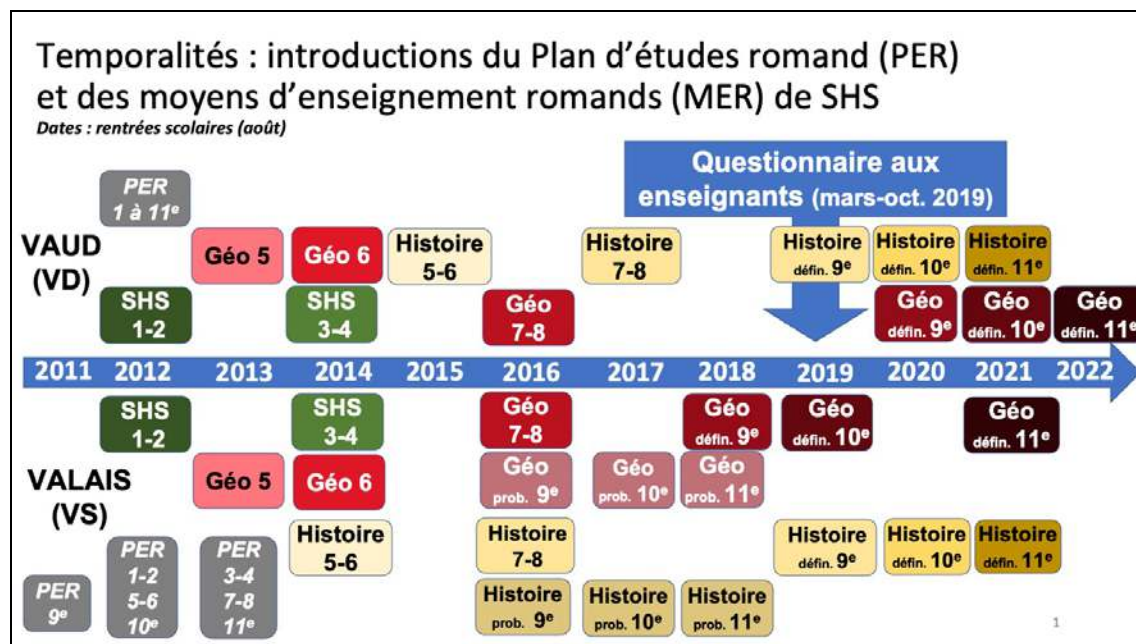 Temporalités : introductions du Plan d'études romand (PER)
et des moyens d'enseignement romands (MER) de SHS
Dates : rentrées scolaires (août)
Questionnaire aux
enseignants (mars-oct. 2019)
PER
1 à 11e
VAUD
(VD)
Géo 5
Géo 6
Histoire
5-6
Histoire
7-8
Histoire
défin. 9e
Histoire
défin. 10e
Histoire
défin. 11e
SHS
1-2
SHS
3-4
Géo
7-8
Géo
défin. 9e
Géo
défin. 10e
Géo
défin. 11e
2011 2012 2013 2014 2015 2016 2017 2018 2019 2020 2021 2022
SHS
1-2
SHS
3-4
Géo
7-8
Géo
défin. 9e
Géo
défin. 10e
Géo
défin. 11e
VALAIS
(VS)
Géo 5
Géo 6
Géo
prob. 9e
Géo
prob. 10e
Géo
prob. 11e
Histoire
5-6
Histoire
7-8
Histoire
défin. 9e
Histoire
défin. 10e
Histoire
défin. 11e
PER
9e
PER
1-2
5-6
10e
PER
3-4
7-8
11e
Histoire
prob. 9e
Histoire
prob. 10e
Histoire
prob. 11e
1